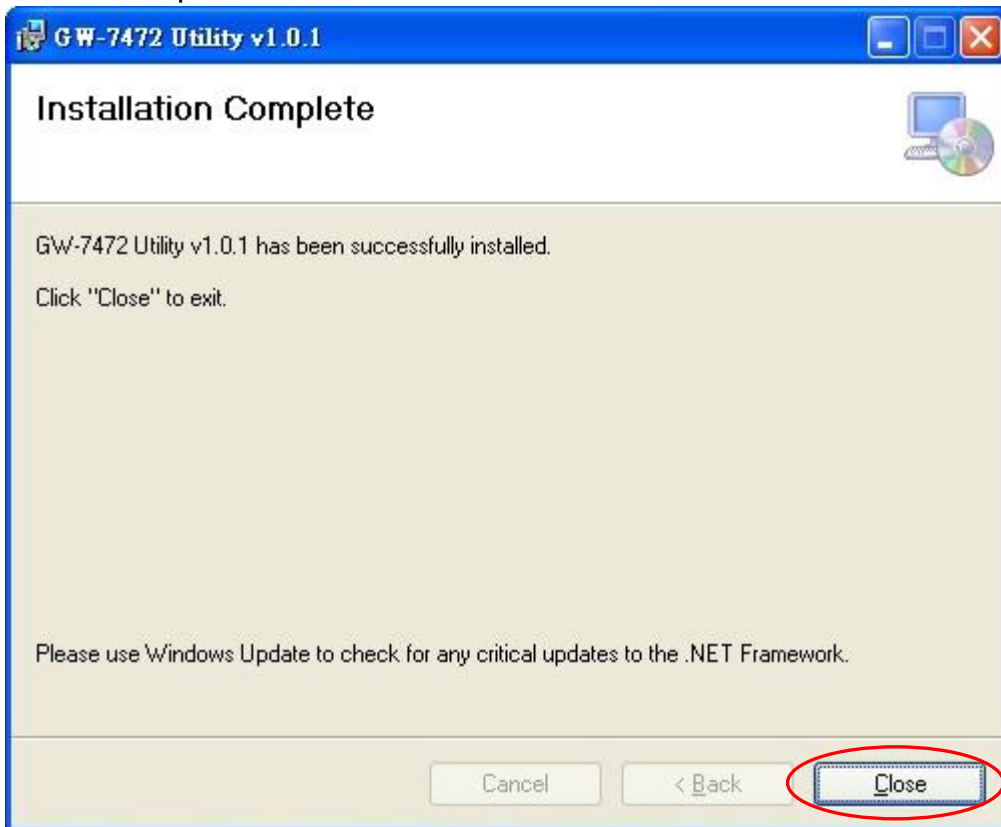 GW-7472 Utility v1.0.1
Installation Complete
GW-7472 Utility v1.0.1 has been successfully installed.
Click "Close" to exit.
Please use Windows Update to check for any critical updates to the .NET Framework.
Cancel
< Back
Close